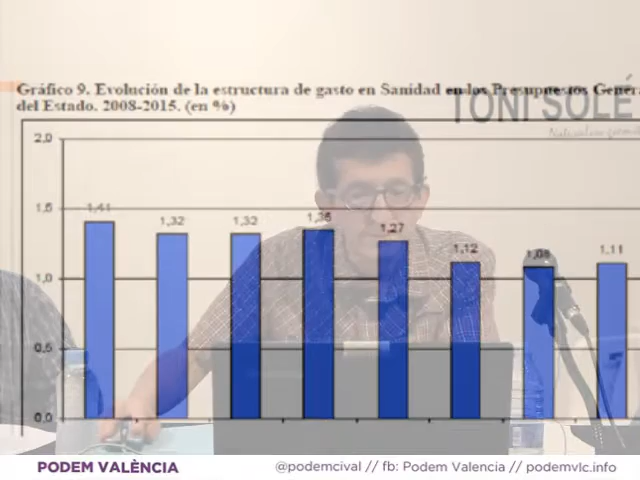 Gráfico 9. Evolución de la estructura de gasto en Sanidad en los Presupuestos Gener
del Estado. 2008-2015. (en %)
TONI SOLÉ
2,0
1,5
1,0
0,5
0,0
1,41
1,32
1,32
1,35
1,27
1,12
1,09
1,11
PODEM VALÈNCIA
@podemcival // fb: Podem Valencia // podemvlc.info